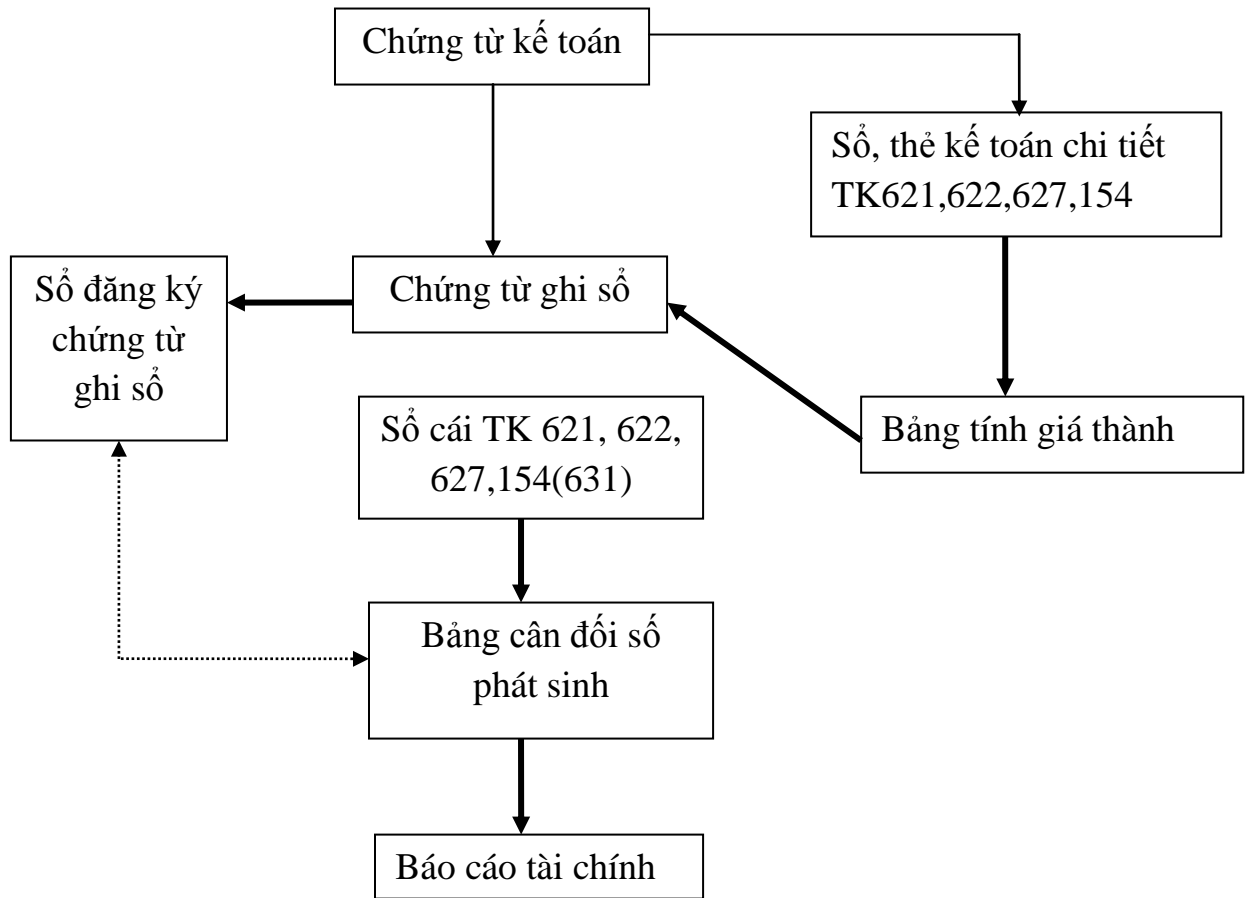 Chứng từ kế toán
Sổ, thẻ kế toán chi tiết
TK621,622,627,154
Sổ đăng ký
chứng từ
ghi sổ
Chứng từ ghi sổ
Sổ cái TK 621, 622,
627,154(631)
Bảng tính giá thành
Bảng cân đối số
phát sinh
Báo cáo tài chính